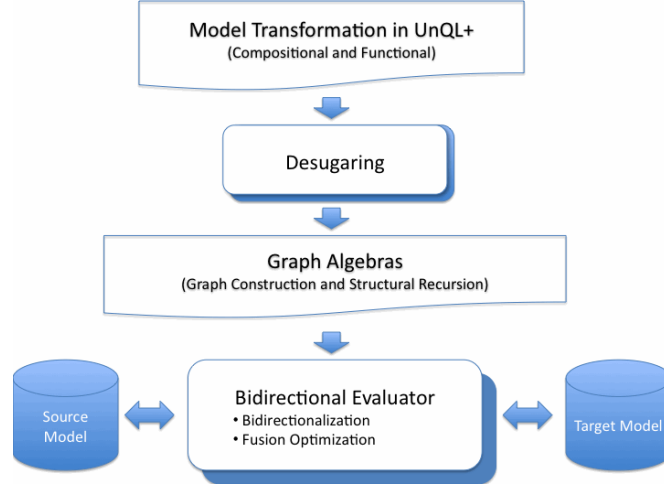 Model Transformation in UnQL+
(Compositional and Functional)
Desugaring
Graph Algebras
(Graph Construction and Structural Recursion)
Source
Model
Bidirectional Evaluator
• Bidirectionalization
• Fusion Optimization
Target Model